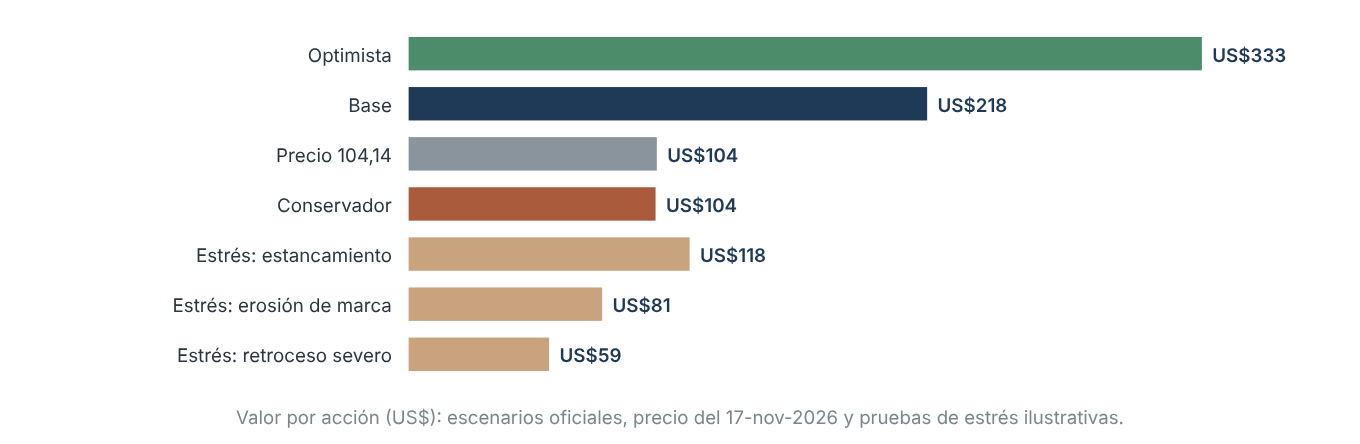 Optimista US$333
Base US$218
Precio 104,14 US$104
Conservador US$104
Estrés: estancamiento US$118
Estrés: erosión de marca US$81
Estrés: retroceso severo US$59
Valor por acción (US$): escenarios oficiales, precio del 17-nov-2026 y pruebas de estrés ilustrativas.